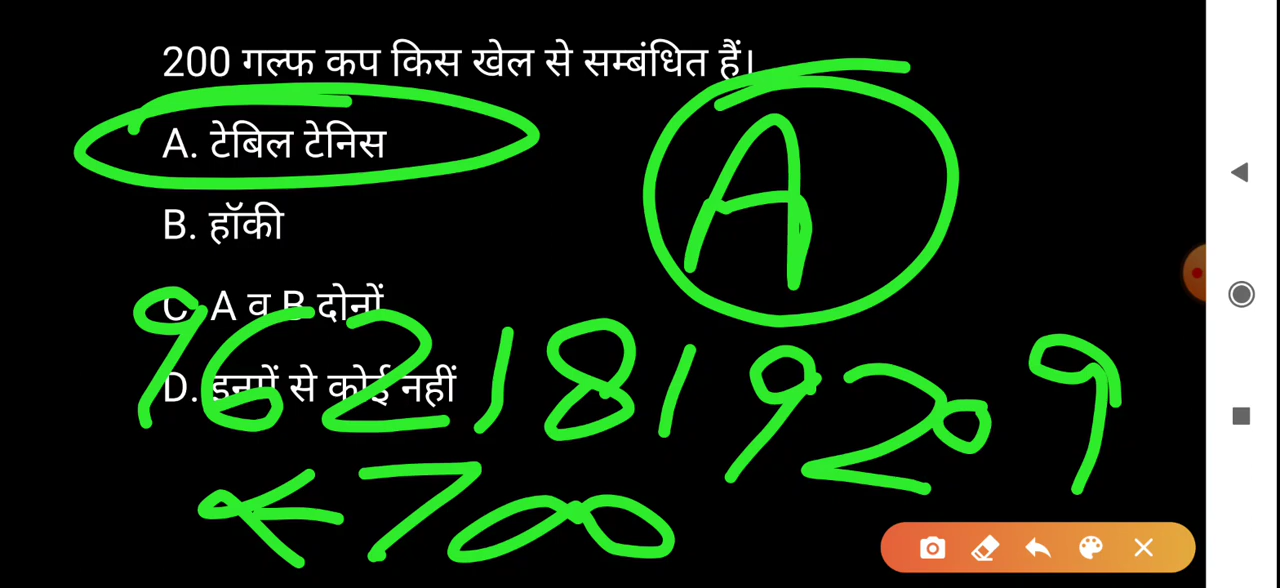 200 गल्फ कप किस खेल से सम्बंधित हैं।
A. टेबिल टेनिस
A
B. हॉकी
C. A व B दोनों
9621819209
D. इनमें से कोई नहीं
₹700